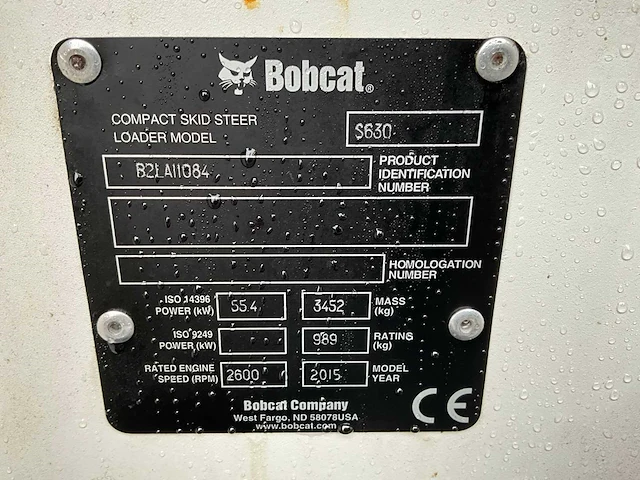 Bobcat®
COMPACT SKID STEER
LOADER MODEL
S630
B2LA11084
PRODUCT
IDENTIFICATION
NUMBER
HOMOLOGATION
NUMBER
ISO 14396
POWER (kW)
55.4
3452
MASS
(kg)
ISO 9249
POWER (kW)
989
RATING
(kg)
RATED ENGINE
SPEED (RPM)
2600
2015
MODEL
YEAR
Bobcat Company
West Fargo, ND 58078USA
www.bobcat.com
CE